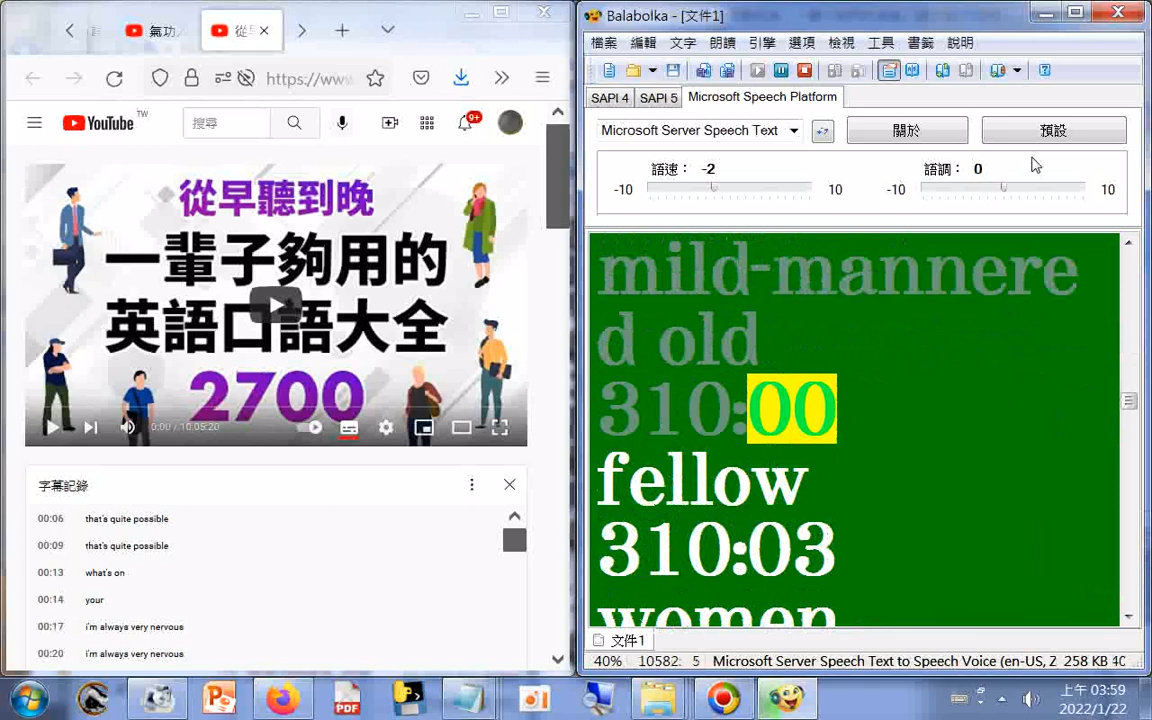 氣功
從
https://www
YouTube TW
搜尋
9+
從早聽到晚
一輩子夠用的
英語口語大全
2700
0:00 / 10:05:20
字幕記錄
00:06 that's quite possible
00:09 that's quite possible
00:13 what's on
00:14 your
00:17 i'm always very nervous
00:20 i'm always very nervous
Balabolka - [文件1]
檔案 編輯 文字 朗讀 引擎 選項 檢視 工具 書籤 說明
SAPI 4 SAPI 5 Microsoft Speech Platform
Microsoft Server Speech Text 關於 預設
語速： -2 語調： 0
-10 10 -10 10
mild-mannere
d old
310:00
fellow
310:03
women
文件1
40% 10582: 5 Microsoft Server Speech Text to Speech Voice (en-US, Z 258 KB
PDF
上午 03:59
2022/1/22